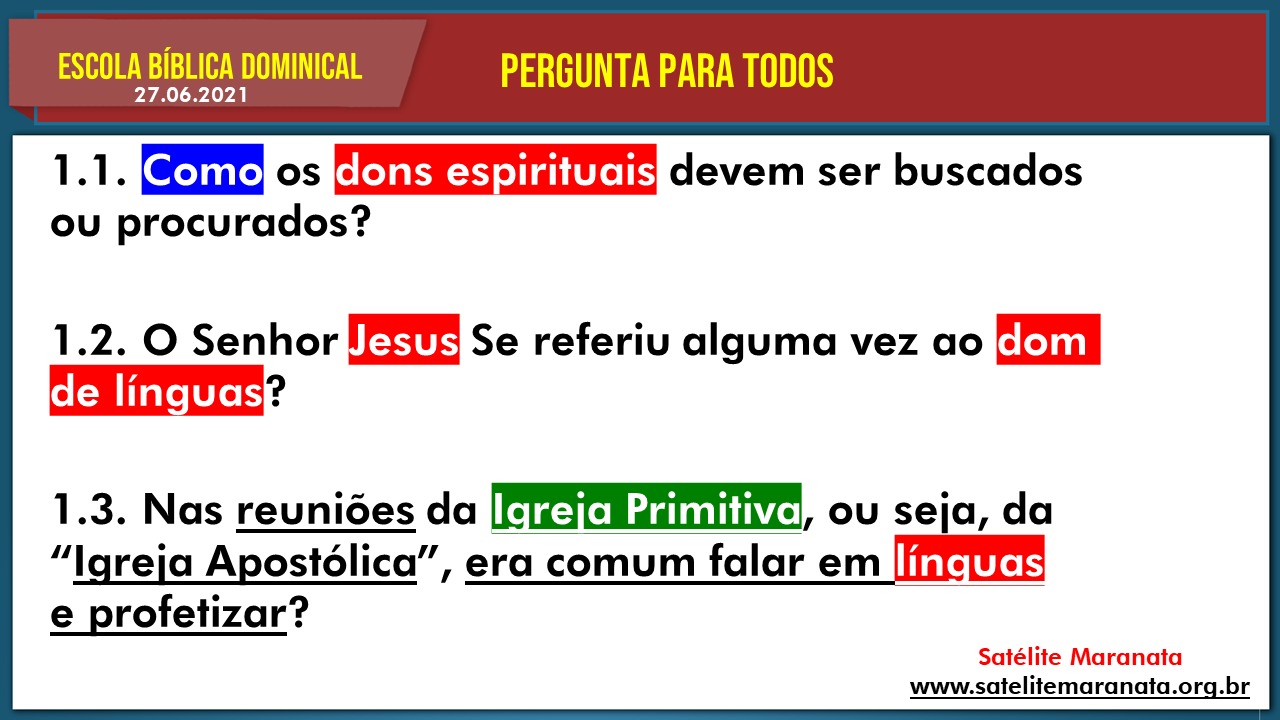 ESCOLA BÍBLICA DOMINICAL
27.06.2021
PERGUNTA PARA TODOS
1.1. Como os dons espirituais devem ser buscados
ou procurados?
1.2. O Senhor Jesus Se referiu alguma vez ao dom
de línguas?
1.3. Nas reuniões da Igreja Primitiva, ou seja, da
“Igreja Apostólica”, era comum falar em línguas
e profetizar?
Satélite Maranata
www.satelitemaranata.org.br